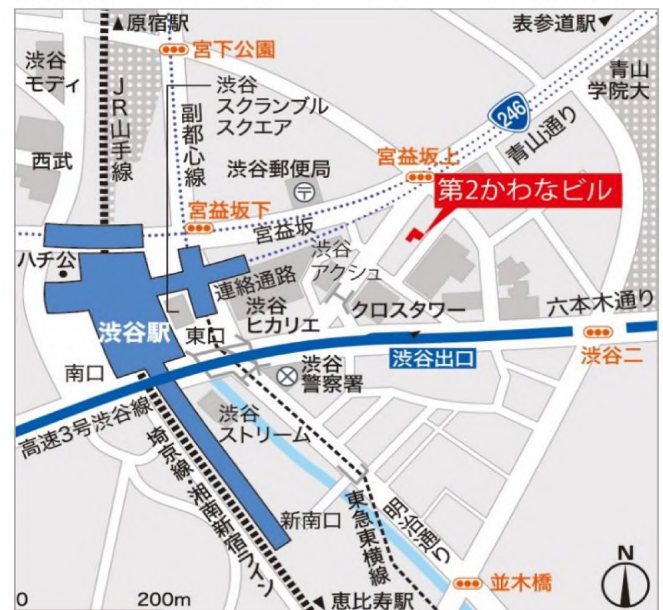 ▲原宿駅
表参道駅
宮下公園
渋谷
モディ
JR山手線
副都心線
渋谷
スクランブル
スクエア
青山
学院大
246
青山通り
西武
渋谷郵便局
宮益坂上
第2かわなビル
宮益坂下
宮益坂
渋谷
アクシュ
ハチ公
連絡通路
渋谷
ヒカリエ
クロスタワー
六本木通り
渋谷駅
東口
渋谷出口
渋谷二
南口
渋谷
警察署
高速3号渋谷線
渋谷
ストリーム
埼京線・湘南新宿ライン
新南口
東急東横線
明治通り
並木橋
N
0
200m
恵比寿駅